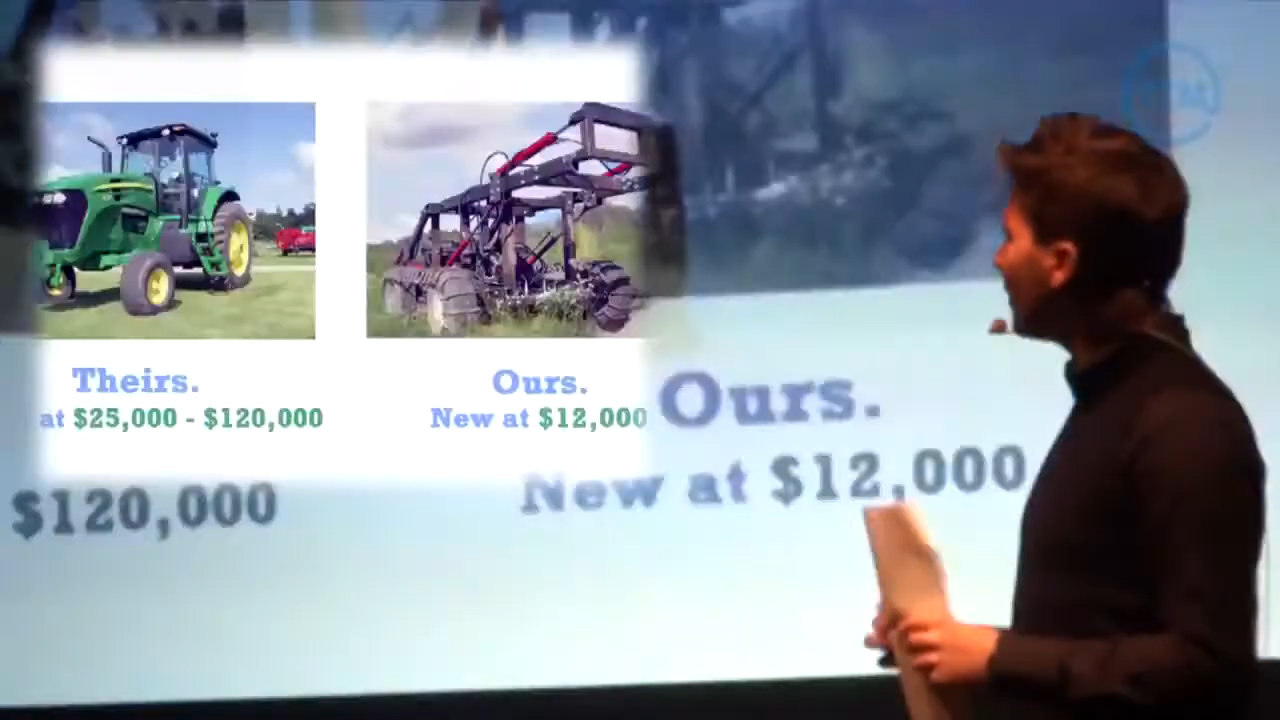 Theirs.
at $25,000 - $120,000
Ours.
New at $12,000
Ours.
New at $12,000
$120,000